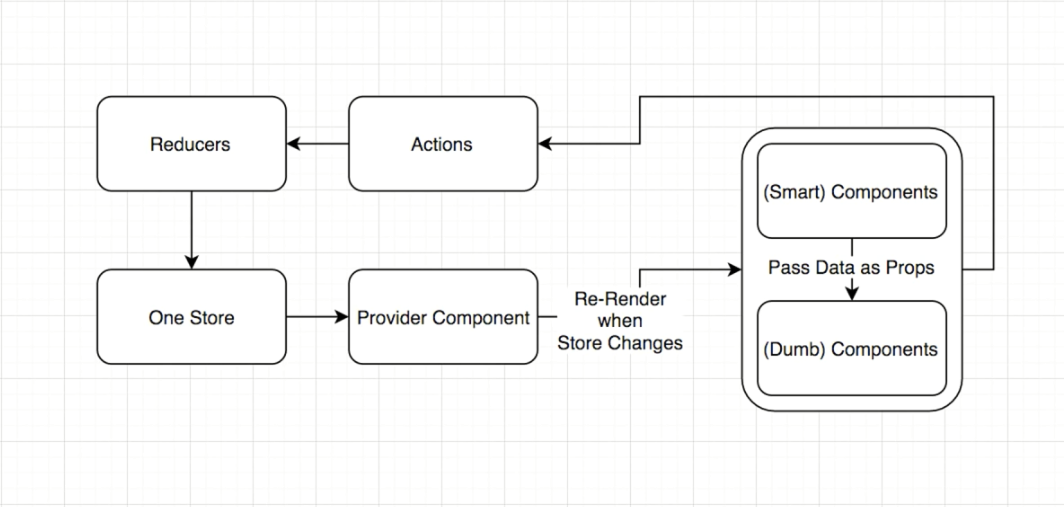 Reducers
Actions
(Smart) Components
Pass Data as Props
(Dumb) Components
One Store
Provider Component
Re-Render
when
Store Changes